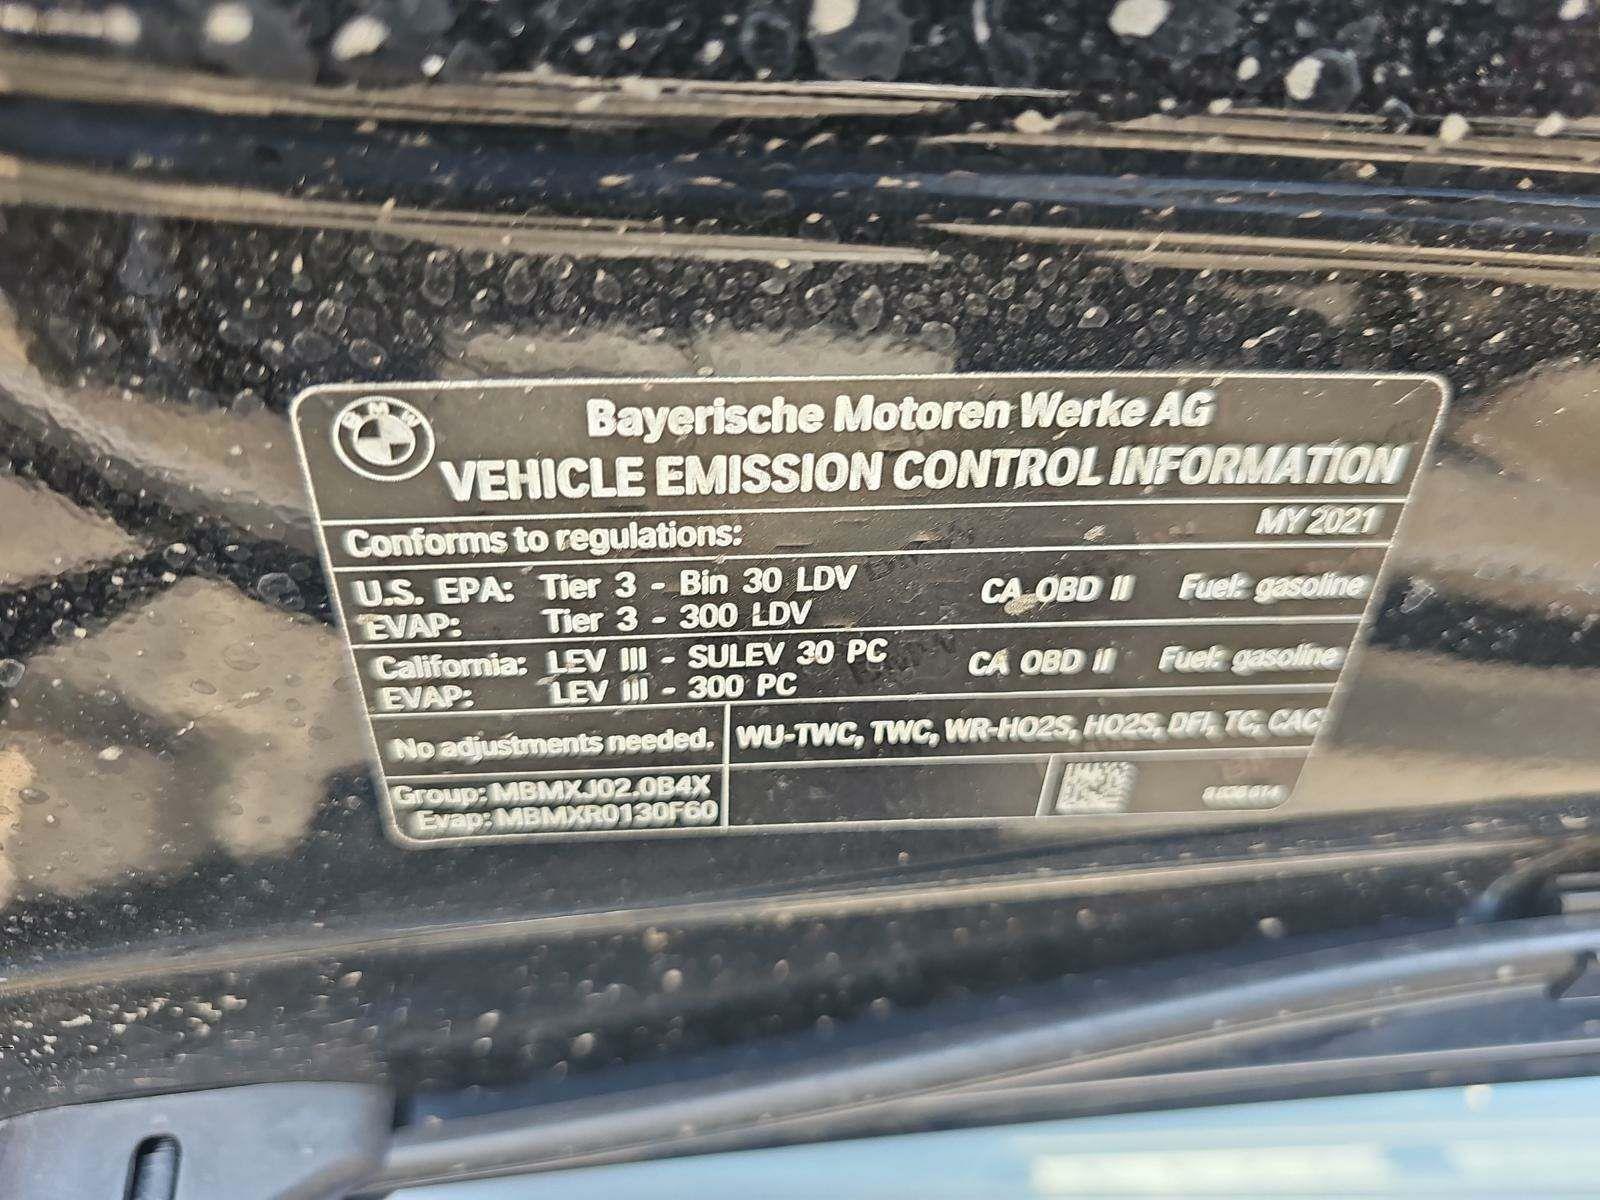 BMW
Bayerische Motoren Werke AG
VEHICLE EMISSION CONTROL INFORMATION
Conforms to regulations: MY 2021
U.S. EPA: Tier 3 - Bin 30 LDV CA OBD II Fuel: gasoline
EVAP: Tier 3 - 300 LDV
California: LEV III - SULEV 30 PC CA OBD II Fuel: gasoline
EVAP: LEV III - 300 PC
No adjustments needed. WU-TWC, TWC, WR-HO2S, HO2S, DFI, TC, CAC
Group: MBMXJ02.0B4X
Evap: MBMXR0130F60